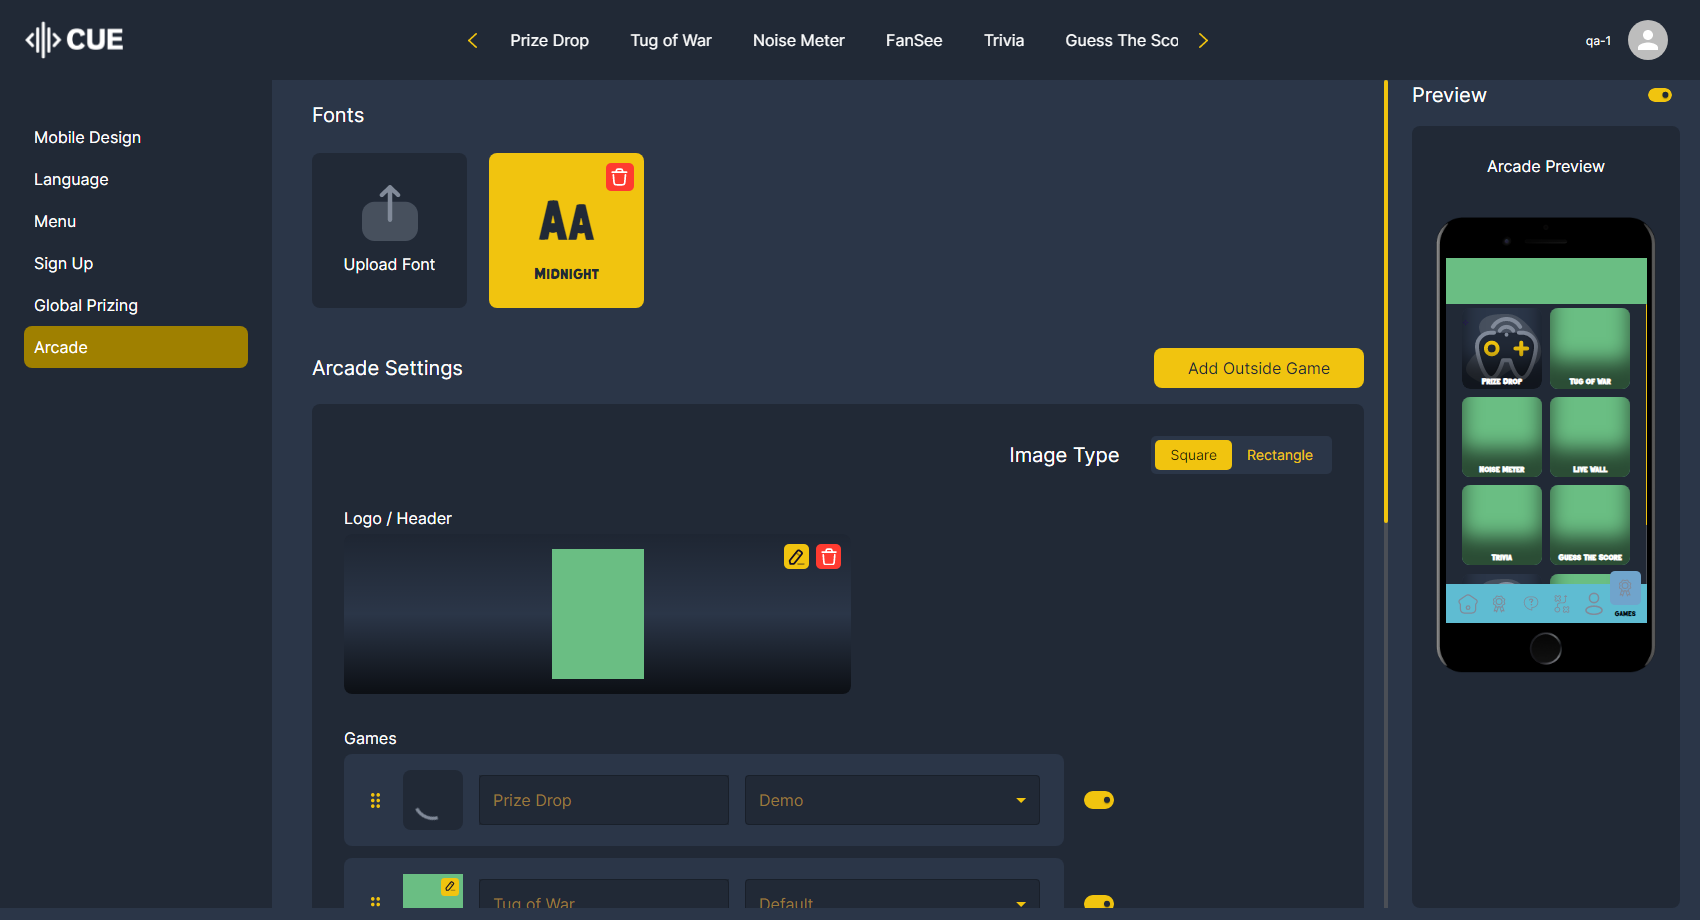 CUE
Prize Drop
Tug of War
Noise Meter
FanSee
Trivia
Guess The Sco
qa-1
Mobile Design
Language
Menu
Sign Up
Global Prizing
Arcade
Fonts
Upload Font
AA
MIDNIGHT
Arcade Settings
Add Outside Game
Image Type
Square
Rectangle
Logo / Header
Games
Prize Drop
Demo
Tug of War
Default
Preview
Arcade Preview
PRIZE DROP
TUG OF WAR
NOISE METER
LIVE WALL
TRIVIA
GUESS THE SCORE
GAMES